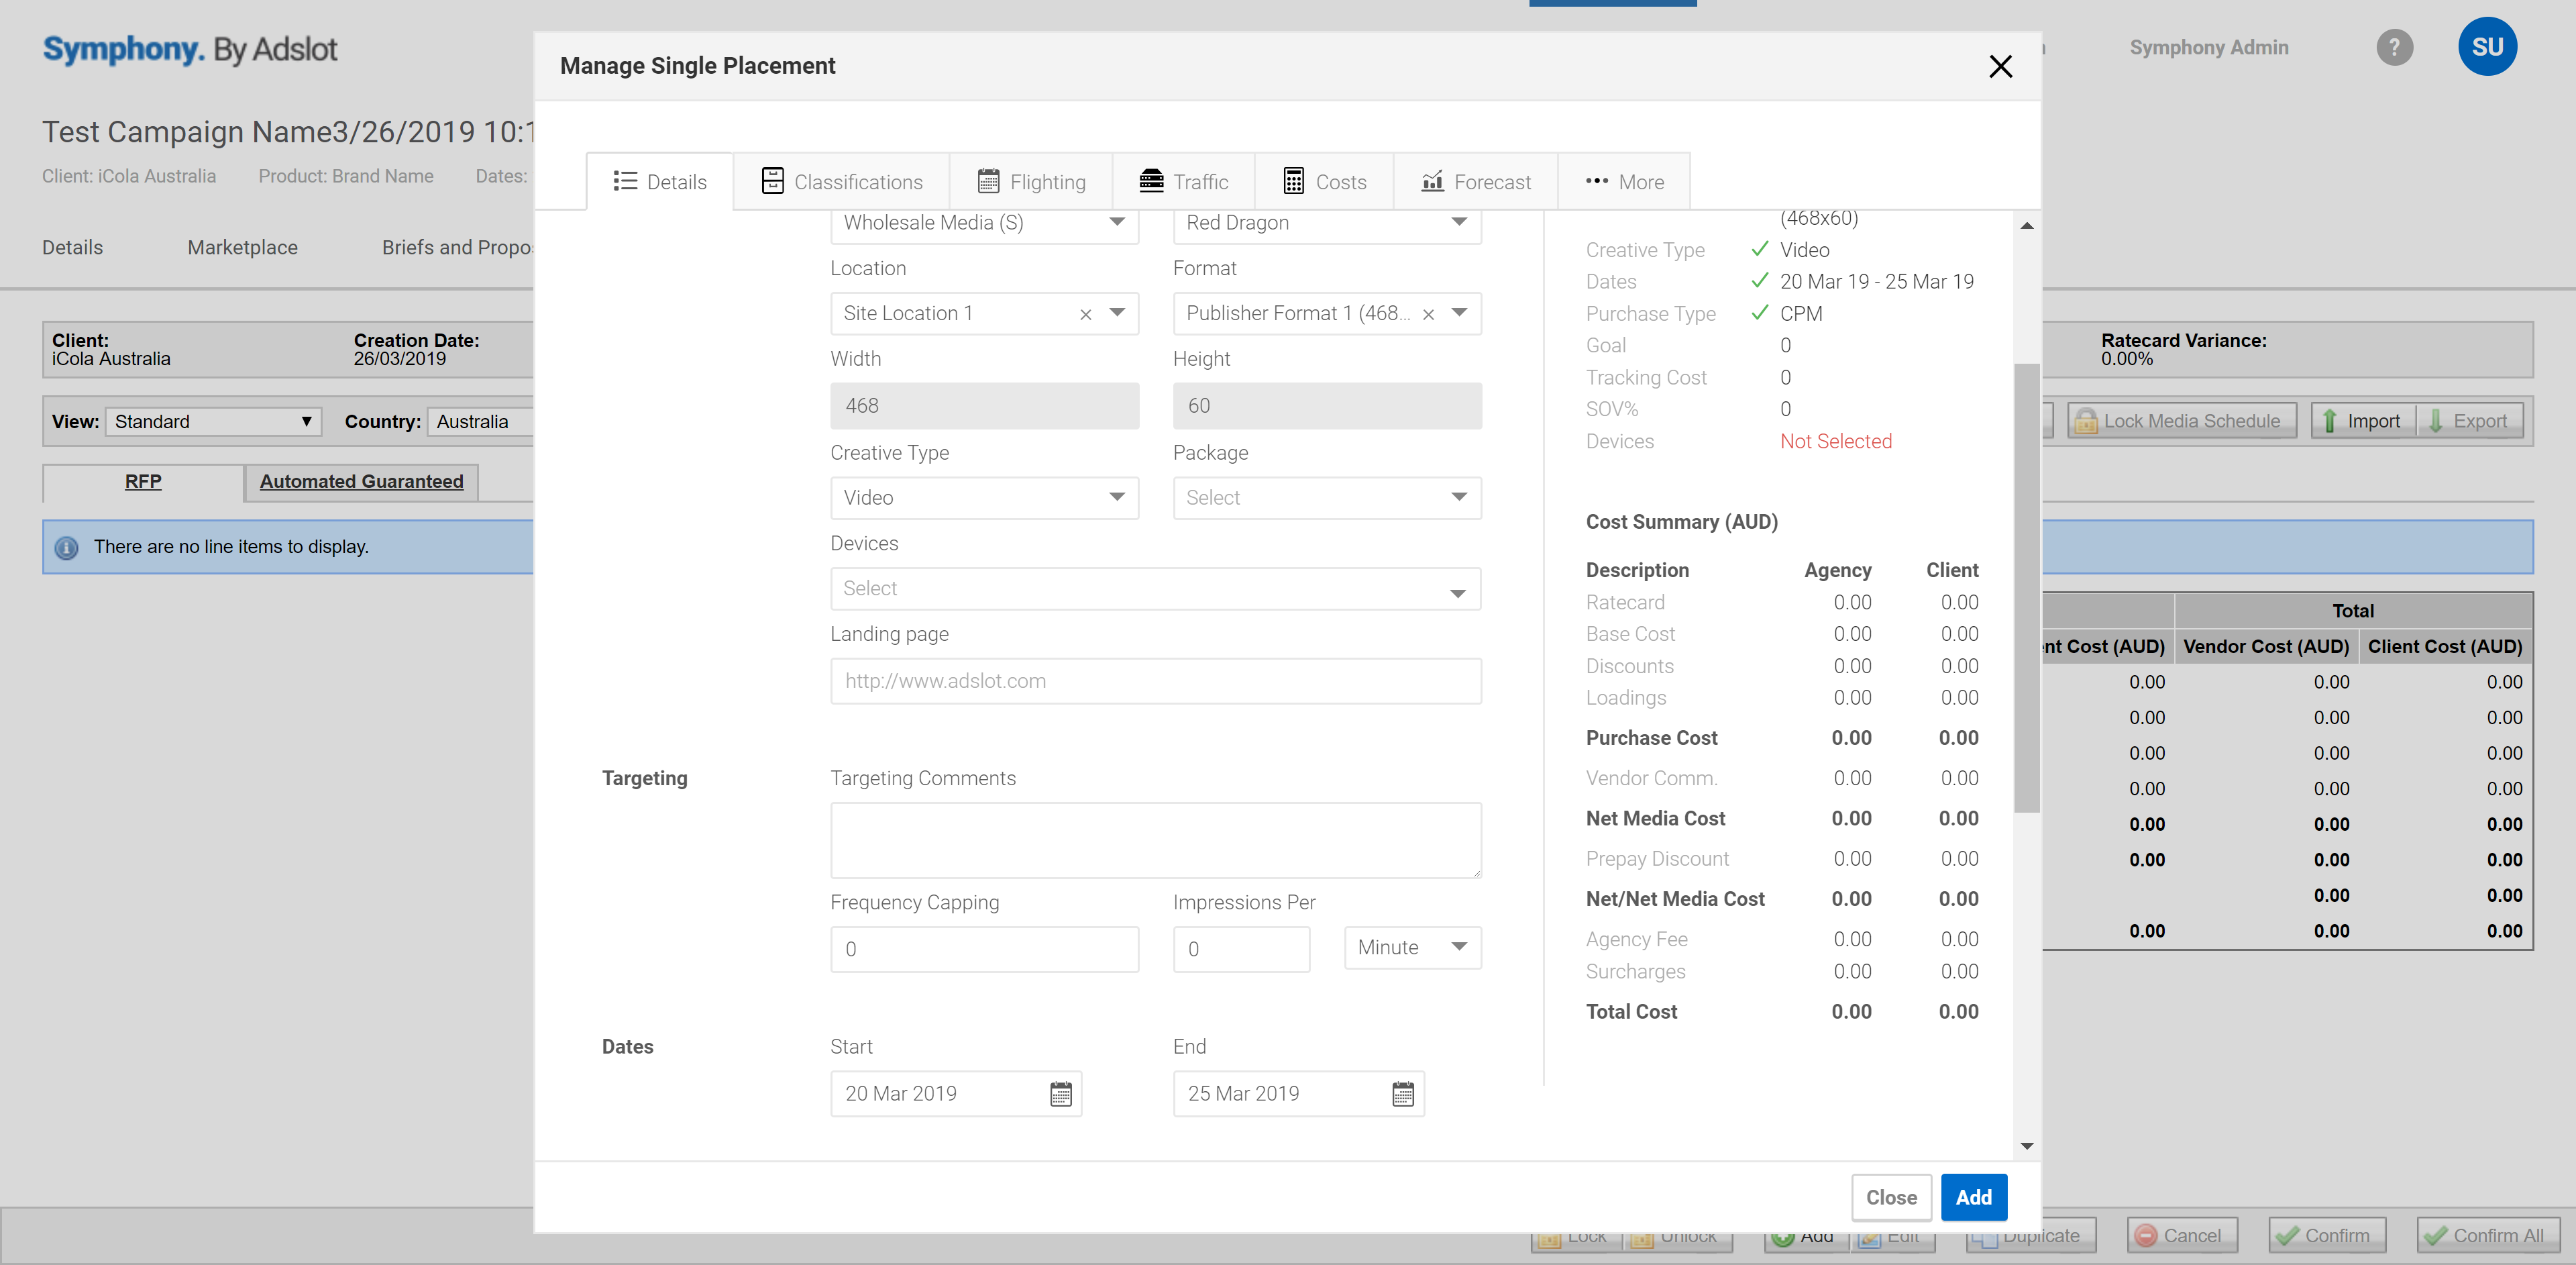 Symphony. By Adslot
Symphony Admin
?
SU
Test Campaign Name3/26/2019 10:1
Client: iCola Australia Product: Brand Name Dates:
Details Marketplace Briefs and Propo
Client: Creation Date:
iCola Australia 26/03/2019
Ratecard Variance:
0.00%
View: Standard Country: Australia
Lock Media Schedule Import Export
RFP Automated Guaranteed
There are no line items to display.
Manage Single Placement
Details Classifications Flighting Traffic Costs Forecast More
Wholesale Media (S) Red Dragon
Location Format
Site Location 1 Publisher Format 1 (468...
Width Height
468 60
Creative Type Package
Video Select
Devices
Select
Landing page
http://www.adslot.com
Targeting Targeting Comments
Frequency Capping Impressions Per
0 0 Minute
Dates Start End
20 Mar 2019 25 Mar 2019
(468x60)
Creative Type Video
Dates 20 Mar 19 - 25 Mar 19
Purchase Type CPM
Goal 0
Tracking Cost 0
SOV% 0
Devices Not Selected
Cost Summary (AUD)
Description Agency Client
Ratecard 0.00 0.00
Base Cost 0.00 0.00
Discounts 0.00 0.00
Loadings 0.00 0.00
Purchase Cost 0.00 0.00
Vendor Comm. 0.00 0.00
Net Media Cost 0.00 0.00
Prepay Discount 0.00 0.00
Net/Net Media Cost 0.00 0.00
Agency Fee 0.00 0.00
Surcharges 0.00 0.00
Total Cost 0.00 0.00
Close Add
Total
nt Cost (AUD) Vendor Cost (AUD) Client Cost (AUD)
0.00 0.00 0.00
0.00 0.00 0.00
0.00 0.00 0.00
0.00 0.00 0.00
0.00 0.00 0.00
0.00 0.00 0.00
0.00 0.00
0.00 0.00 0.00
Lock Unlock Add Edit Duplicate Cancel Confirm Confirm All